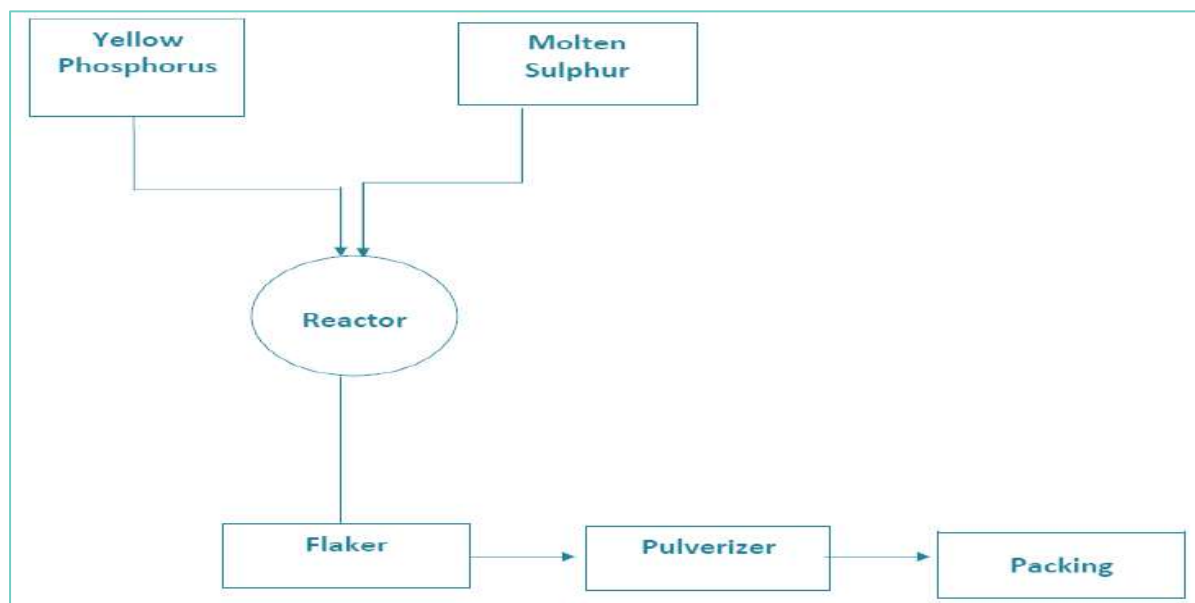 Yellow
Phosphorus
Molten
Sulphur
Reactor
Flaker
Pulverizer
Packing